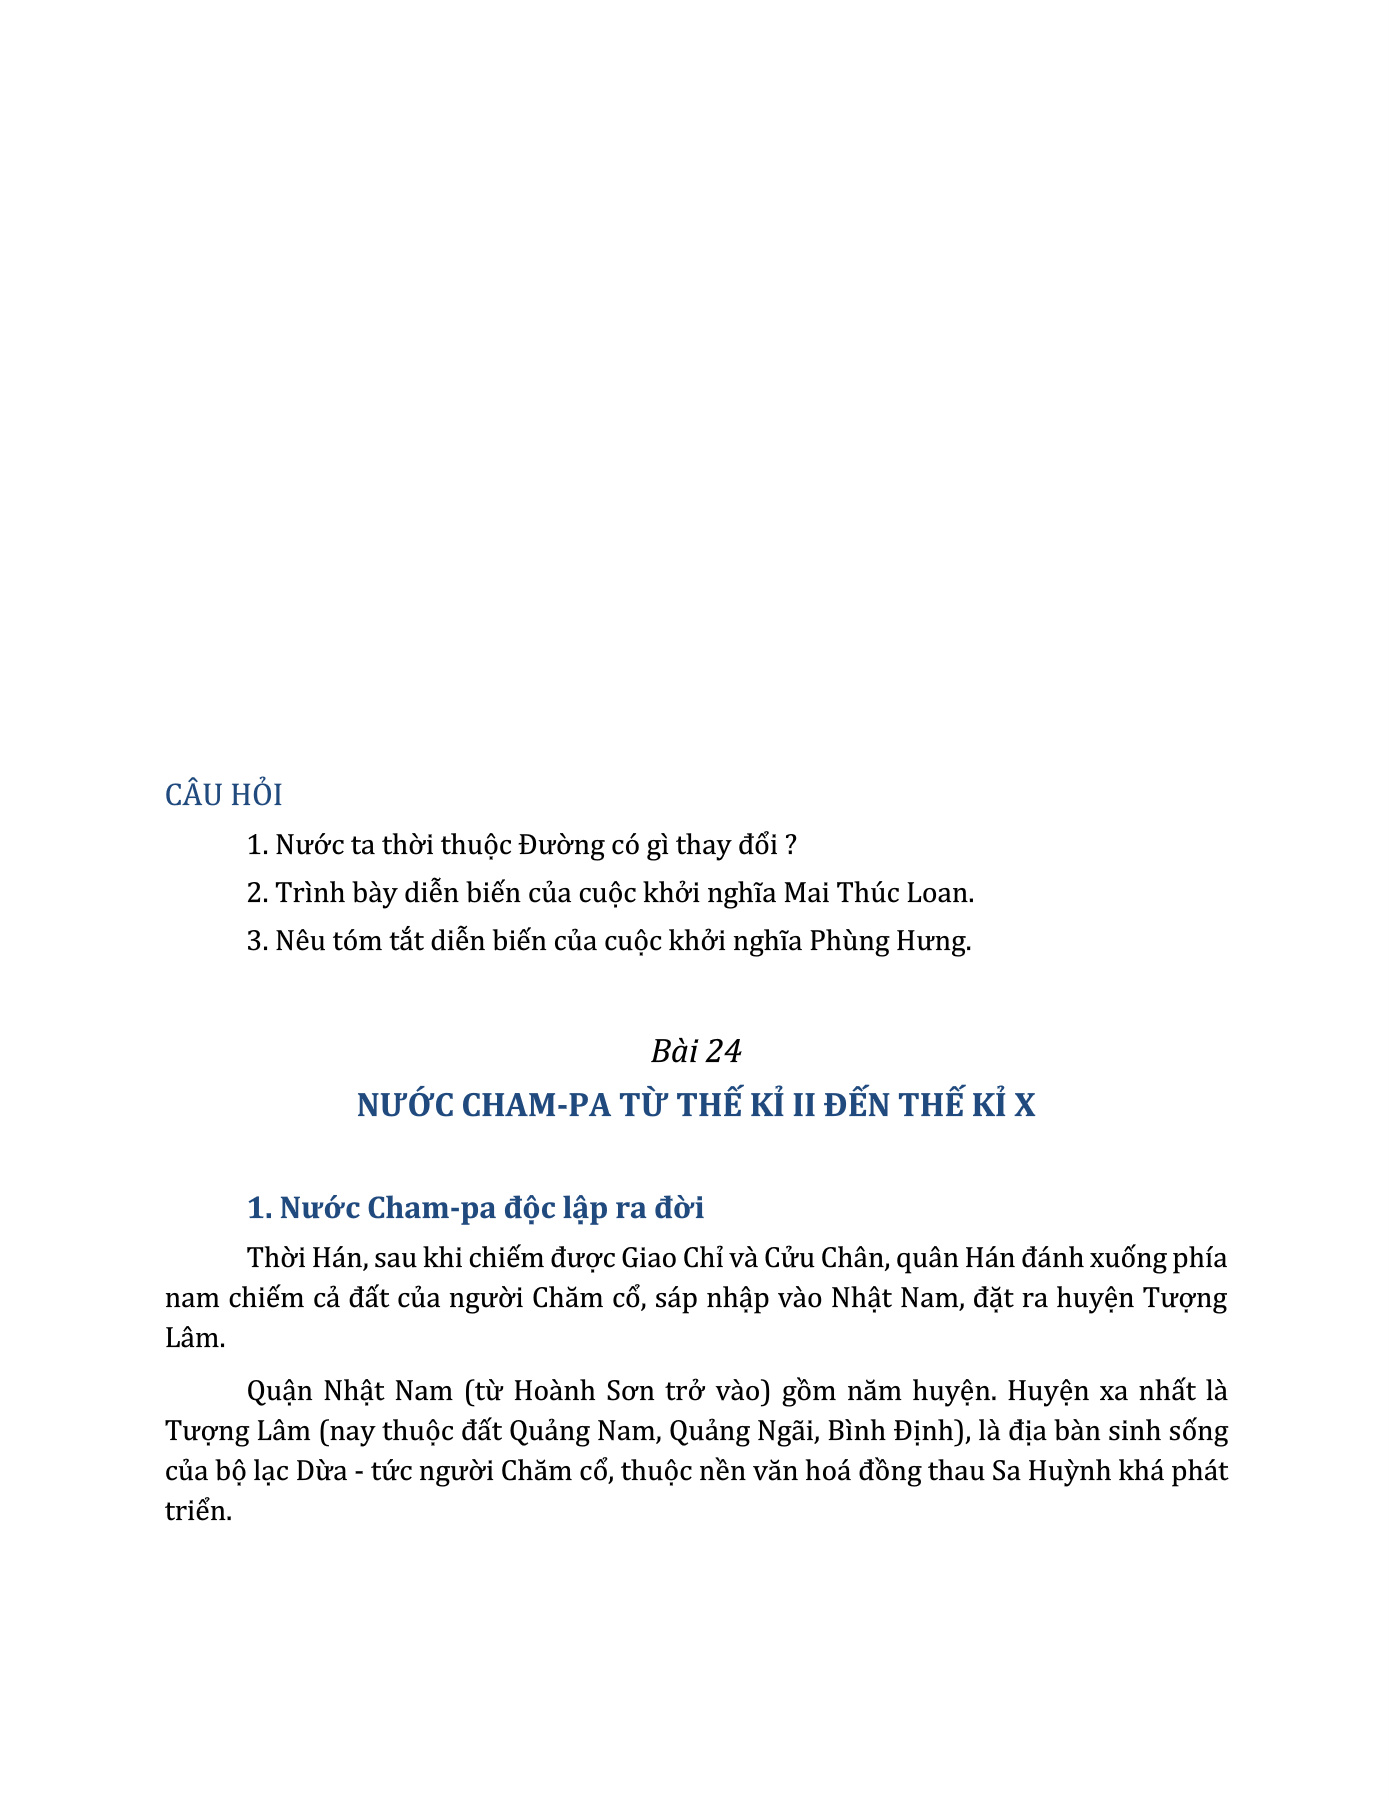 CÂU HỎI
1. Nước ta thời thuộc Đường có gì thay đổi ?
2. Trình bày diễn biến của cuộc khởi nghĩa Mai Thúc Loan.
3. Nêu tóm tắt diễn biến của cuộc khởi nghĩa Phùng Hưng.
Bài 24
NƯỚC CHAM-PA TỪ THẾ KỈ II ĐẾN THẾ KỈ X
1. Nước Cham-pa độc lập ra đời
Thời Hán, sau khi chiếm được Giao Chỉ và Cửu Chân, quân Hán đánh xuống phía
nam chiếm cả đất của người Chăm cổ, sáp nhập vào Nhật Nam, đặt ra huyện Tượng
Lâm.
Quận Nhật Nam (từ Hoành Sơn trở vào) gồm năm huyện. Huyện xa nhất là
Tượng Lâm (nay thuộc đất Quảng Nam, Quảng Ngãi, Bình Định), là địa bàn sinh sống
của bộ lạc Dừa - tức người Chăm cổ, thuộc nền văn hoá đồng thau Sa Huỳnh khá phát
triển.